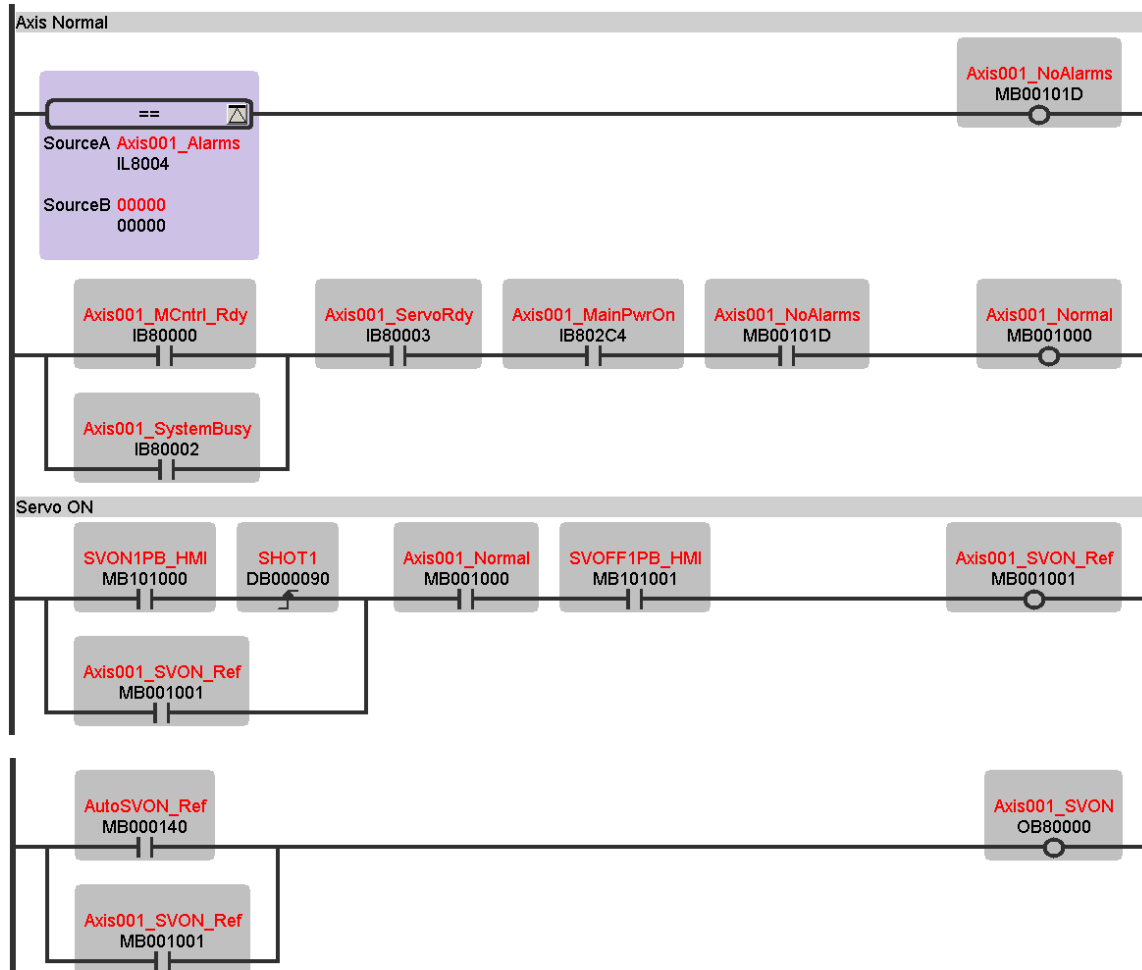 Axis Normal
Axis001_NoAlarms
MB00101D
==
SourceA Axis001_Alarms
IL8004
SourceB 00000
00000
Axis001_MCntrl_Rdy
IB80000
Axis001_ServoRdy
IB80003
Axis001_MainPwrOn
IB802C4
Axis001_NoAlarms
MB00101D
Axis001_Normal
MB001000
Axis001_SystemBusy
IB80002
Servo ON
SVON1PB_HMI
MB101000
SHOT1
DB000090
Axis001_Normal
MB001000
SVOFF1PB_HMI
MB101001
Axis001_SVON_Ref
MB001001
Axis001_SVON_Ref
MB001001
AutoSVON_Ref
MB000140
Axis001_SVON
OB80000
Axis001_SVON_Ref
MB001001